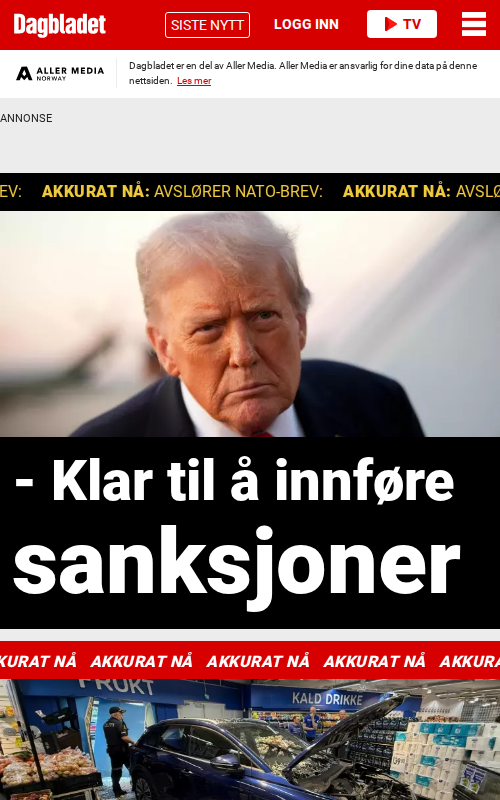 Dagbladet
SISTE NYTT
LOGG INN
TV
ALLER MEDIA
NORWAY
Dagbladet er en del av Aller Media. Aller Media er ansvarlig for dine data på denne
nettsiden. Les mer
ANNONSE
EV: AKKURAT NÅ: AVSLØRER NATO-BREV: AKKURAT NÅ: AVSLØ
- Klar til å innføre
sanksjoner
KURAT NÅ AKKURAT NÅ AKKURAT NÅ AKKURAT NÅ AKKURA
FRUKT
KALD DRIKKE